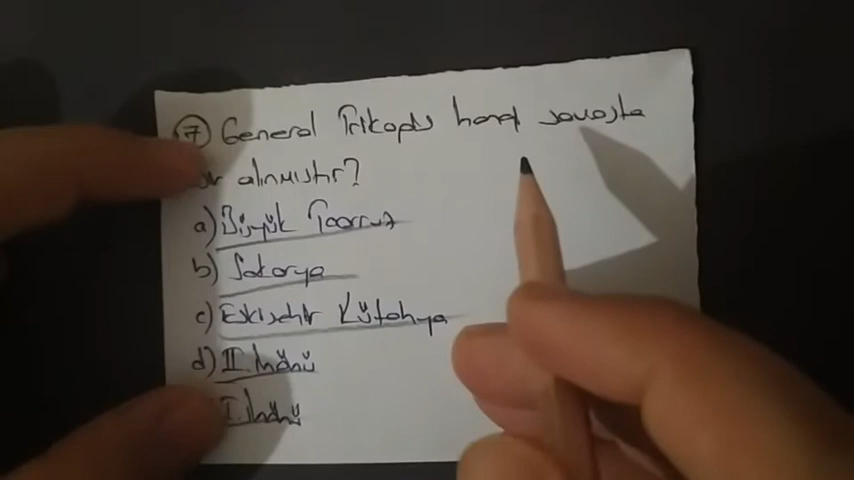 7 General Trikopis hangi savaşta
alınmıştır?
a) Büyük Taarruz
b) Sakarya
c) Eskişehir Kütahya
d) II. İnönü
I. İnönü